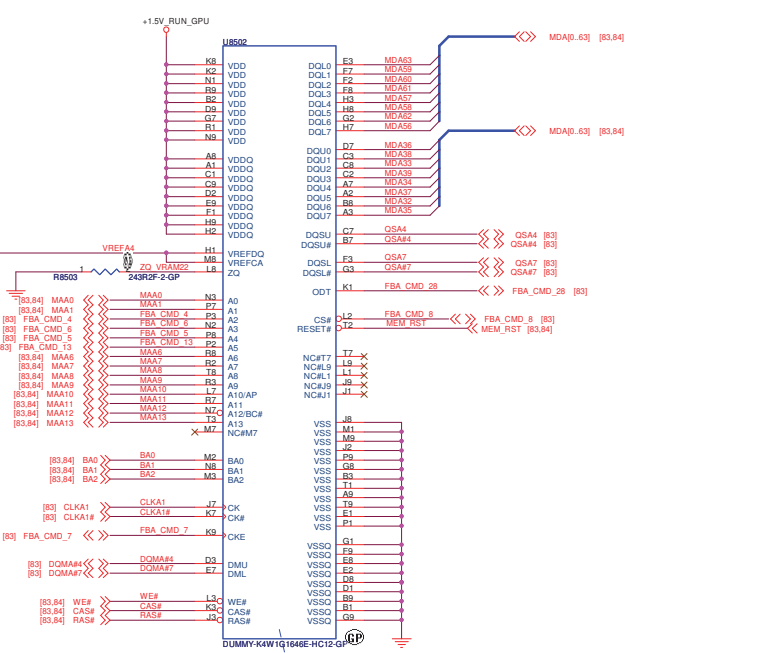 +1.5V_RUN_GPU
U8502
K8 VDD DQL0 E3 MDA63 MDA[0..63] [83,84]
K2 VDD DQL1 F7 MDA59
N1 VDD DQL2 F2 MDA60
R9 VDD DQL3 F8 MDA61
B2 VDD DQL4 H3 MDA57
D9 VDD DQL5 H8 MDA58
G7 VDD DQL6 G2 MDA62
R1 VDD DQL7 H7 MDA56 MDA[0..63] [83,84]
N9 VDD
DQU0 D7 MDA36
A8 VDDQ DQU1 C3 MDA38
A1 VDDQ DQU2 C8 MDA33
C1 VDDQ DQU3 C2 MDA39
C9 VDDQ DQU4 A7 MDA34
D2 VDDQ DQU5 A2 MDA37
E9 VDDQ DQU6 B8 MDA32
F1 VDDQ DQU7 A3 MDA35
H9 VDDQ
H2 VDDQ DQSU C7 QSA4 QSA4 [83]
DQSU# B7 QSA#4 QSA#4 [83]
VREFA4 H1 VREFDQ
M8 VREFCA DQSL F3 QSA7 QSA7 [83]
R8503 1 243R2F-2-GP ZQ_VRAM22 L8 ZQ DQSL# G3 QSA#7 QSA#7 [83]
ODT K1 FBA_CMD_28 FBA_CMD_28 [83]
[83,84] MAA0 MAA0 N3 A0
[83,84] MAA1 MAA1 P7 A1
[83] FBA_CMD_4 FBA_CMD_4 P3 A2 CS# L2 FBA_CMD_8 FBA_CMD_8 [83]
[83] FBA_CMD_6 FBA_CMD_6 N2 A3 RESET# T2 MEM_RST MEM_RST [83,84]
[83] FBA_CMD_5 FBA_CMD_5 P8 A4
83] FBA_CMD_13 FBA_CMD_13 P2 A5
[83,84] MAA6 MAA6 R8 A6 NC#T7 T7
[83,84] MAA7 MAA7 R2 A7 NC#L9 L9
[83,84] MAA8 MAA8 T8 A8 NC#L1 L1
[83,84] MAA9 MAA9 R3 A9 NC#J9 J9
[83,84] MAA10 MAA10 L7 A10/AP NC#J1 J1
[83,84] MAA11 MAA11 R7 A11
[83,84] MAA12 MAA12 N7 A12/BC#
[83,84] MAA13 MAA13 T3 A13 VSS J8
M7 NC#M7 VSS M1
VSS M9
VSS J2
[83,84] BA0 BA0 M2 BA0 VSS P9
[83,84] BA1 BA1 N8 BA1 VSS G8
[83,84] BA2 BA2 M3 BA2 VSS B3
VSS T1
VSS A9
[83] CLKA1 CLKA1 J7 CK VSS T9
[83] CLKA1# CLKA1# K7 CK# VSS E1
VSS P1
[83] FBA_CMD_7 FBA_CMD_7 K9 CKE
VSSQ G1
VSSQ F9
[83] DQMA#4 DQMA#4 D3 DMU VSSQ E8
[83] DQMA#7 DQMA#7 E7 DML VSSQ E2
VSSQ D8
VSSQ D1
[83,84] WE# WE# L3 WE# VSSQ B9
[83,84] CAS# CAS# K3 CAS# VSSQ B1
[83,84] RAS# RAS# J3 RAS# VSSQ G9
DUMMY-K4W1G1646E-HC12-GP GP